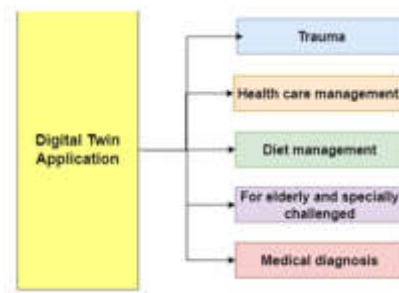 Digital Twin
Application
Trauma
Health care management
Diet management
For elderly and specially
challenged
Medical diagnosis